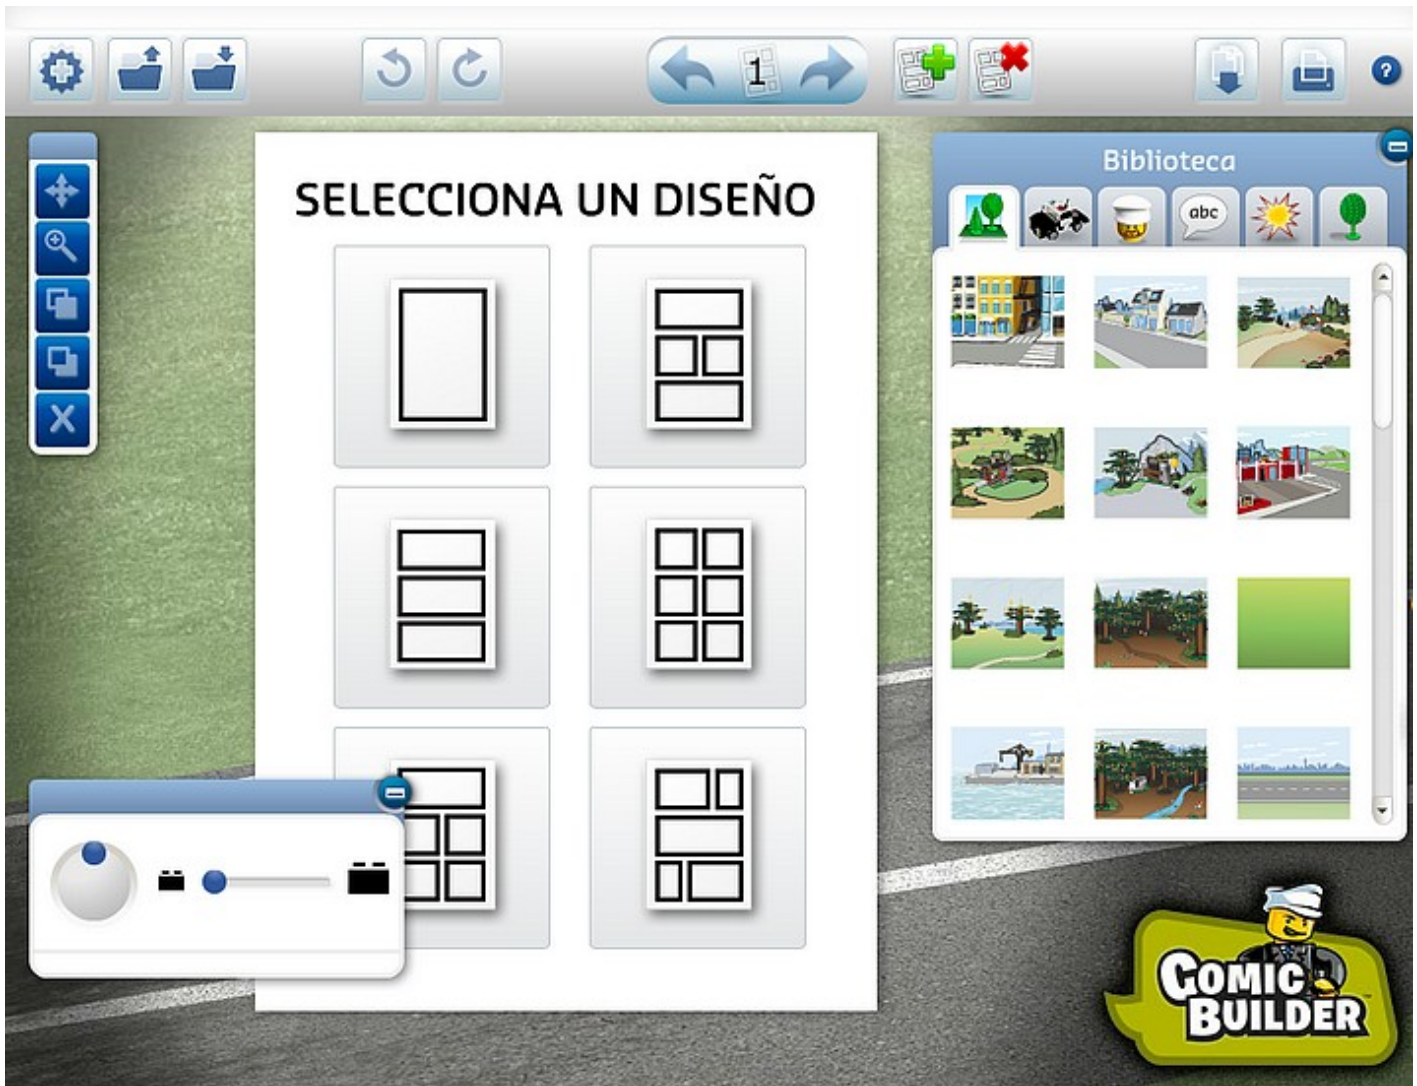 1
?
Biblioteca
abc
SELECCIONA UN DISEÑO
COMIC
BUILDER